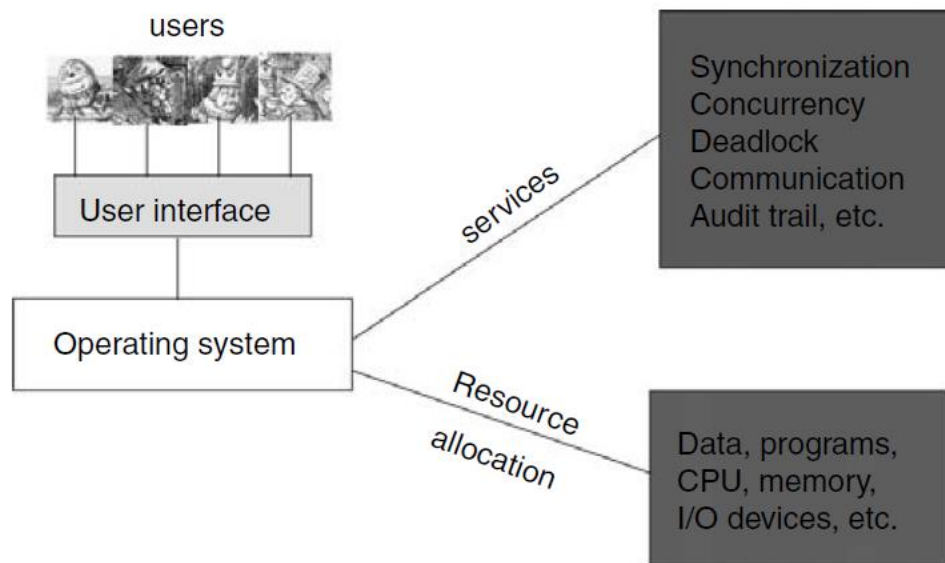 users
User interface
Operating system
services
Resource
allocation
Synchronization
Concurrency
Deadlock
Communication
Audit trail, etc.
Data, programs,
CPU, memory,
I/O devices, etc.